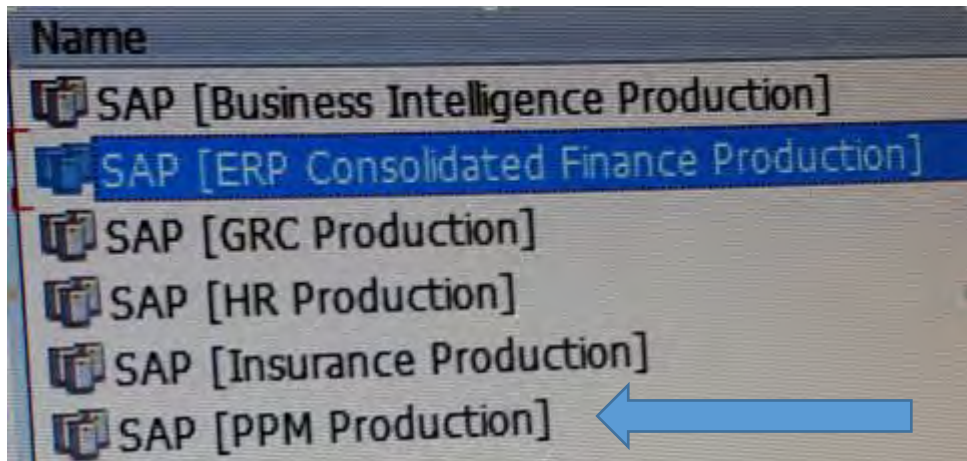 Name
SAP [Business Intelligence Production]
SAP [ERP Consolidated Finance Production]
SAP [GRC Production]
SAP [HR Production]
SAP [Insurance Production]
SAP [PPM Production]